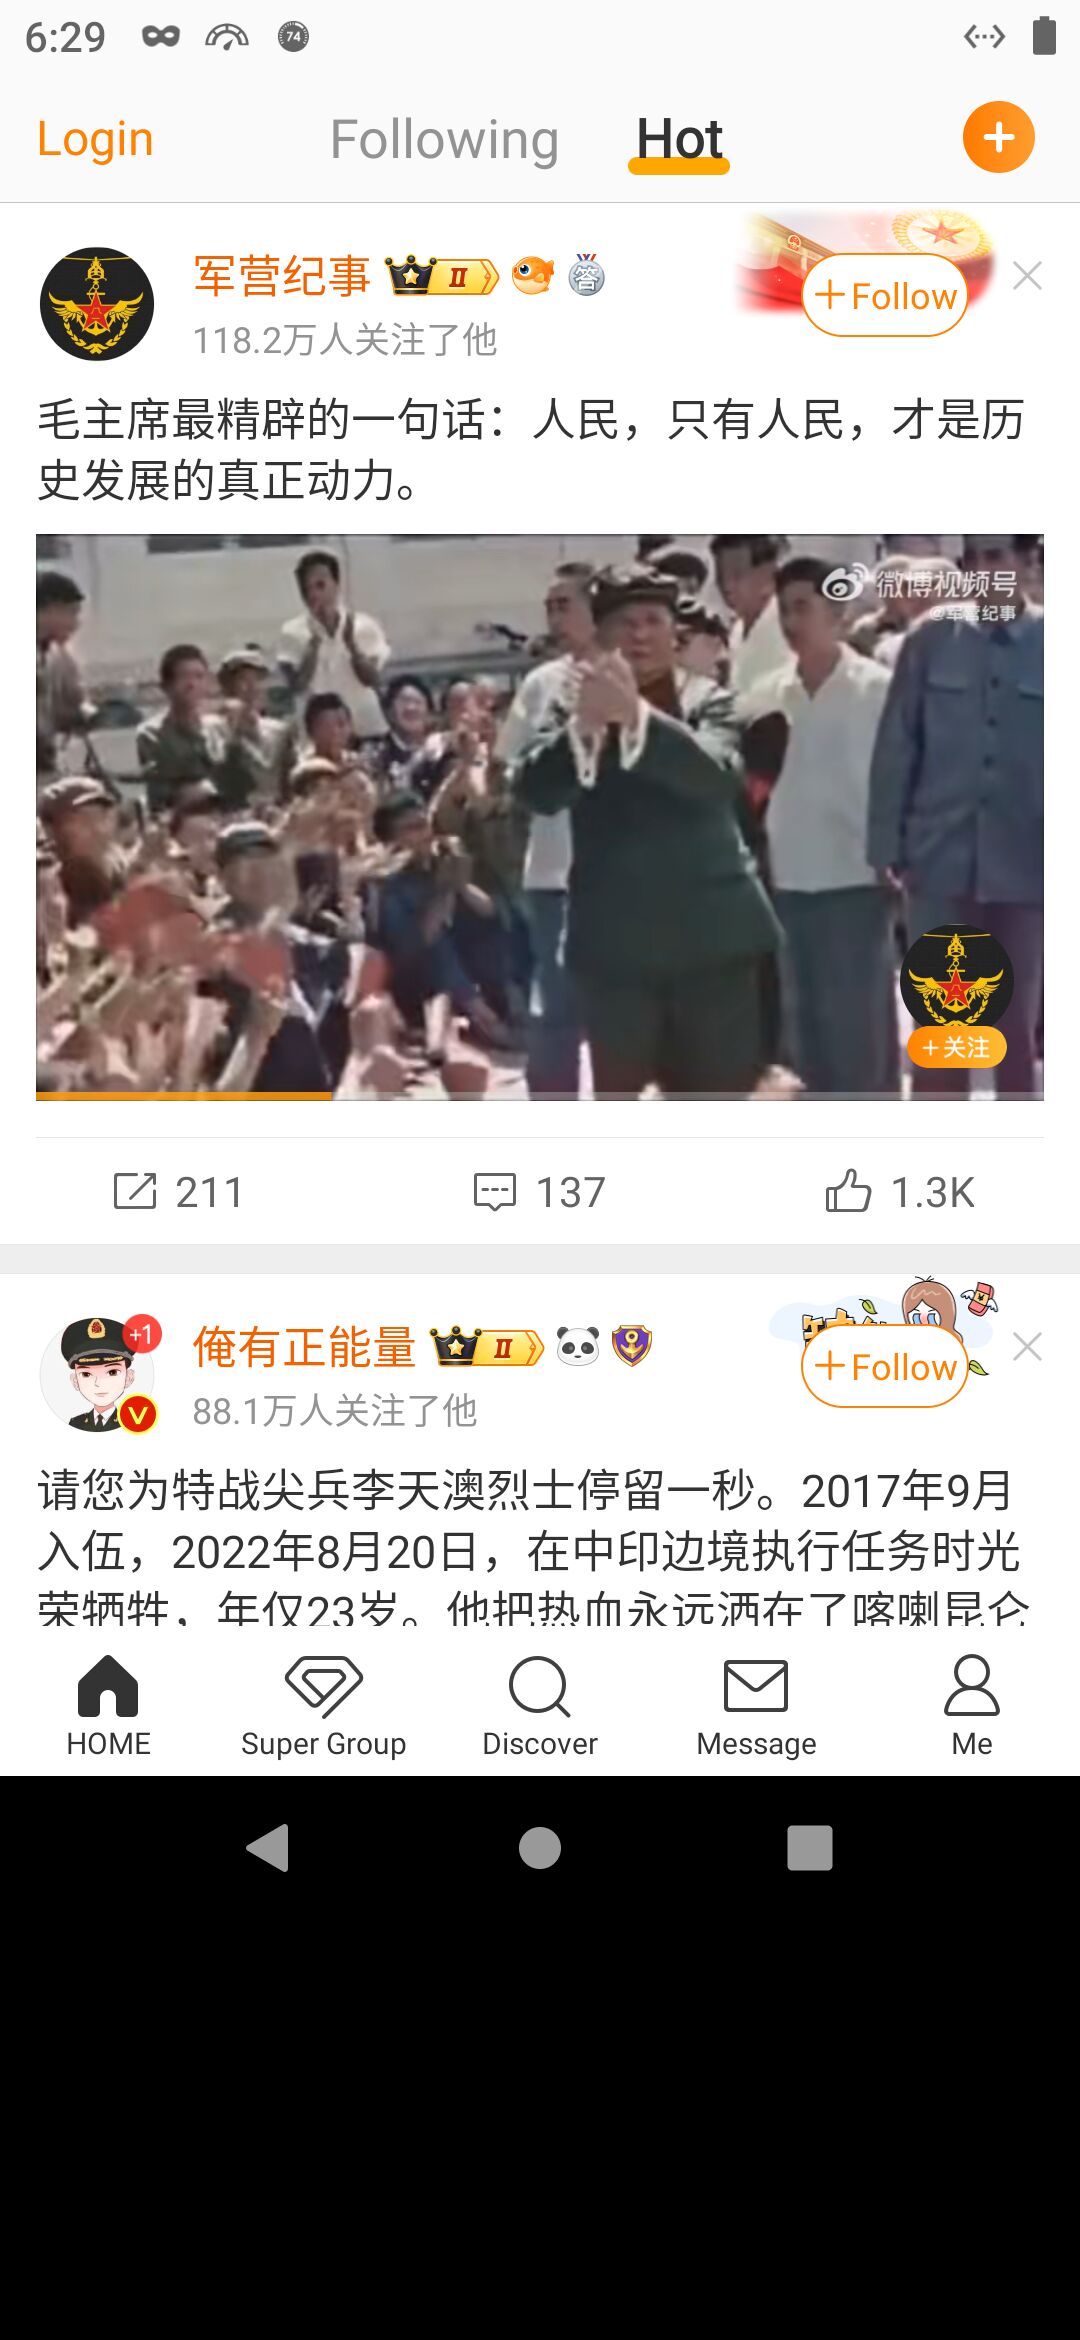 6:29
74
Login Following Hot
军营纪事 II 答
+Follow
118.2万人关注了他
毛主席最精辟的一句话：人民，只有人民，才是历
史发展的真正动力。
微博视频号
@军营纪事
+关注
211 137 1.3K
+1
俺有正能量 II
+Follow
V
88.1万人关注了他
请您为特战尖兵李天澳烈士停留一秒。2017年9月
入伍，2022年8月20日，在中印边境执行任务时光
荣牺牲，年仅23岁。他把热血永远洒在了喀喇昆仑
HOME Super Group Discover Message Me